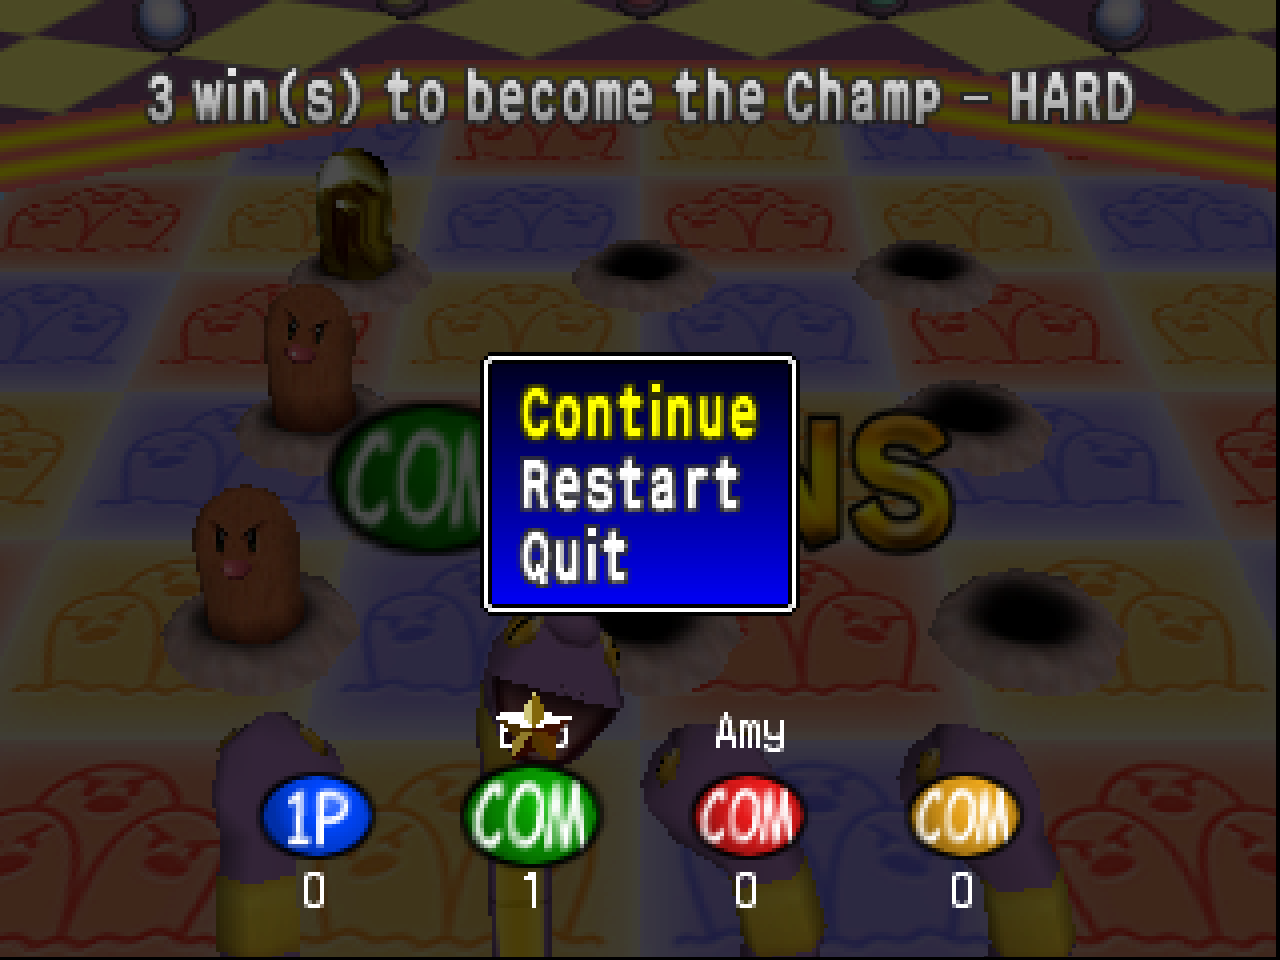 3 win(s) to become the Champ - HARD
Continue
Restart
Quit
Amy
1P COM COM COM
0 1 0 0